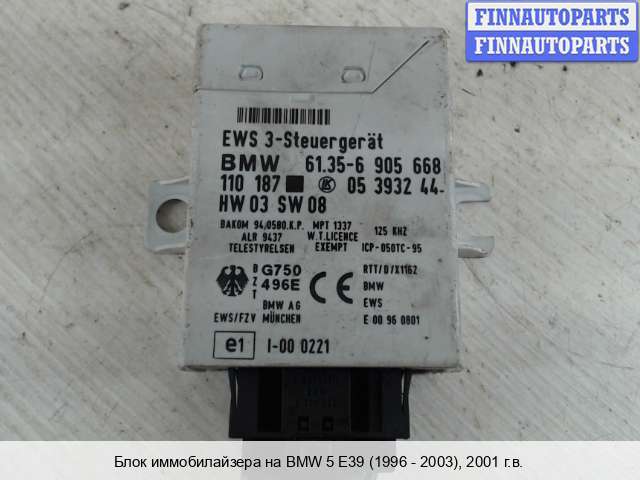 FINNAUTOPARTS
FINNAUTOPARTS
EWS 3-Steuergerät
BMW 61.35-6 905 668
110 187 05 3932 44
HW 03 SW 08
BAKOM 94.0580.K.P. MPT 1337 125 KHZ
ALR 9437 W.T.LICENCE
TELESTYRELSEN EXEMPT ICP-050TC-95
BZT G750 496E CE RTT/D/X1162
BMW
BMW AG EWS
EWS/FZV MÜNCHEN E 00 96 0801
e1 I-00 0221
Блок иммобилайзера на BMW 5 E39 (1996 - 2003), 2001 г.в.